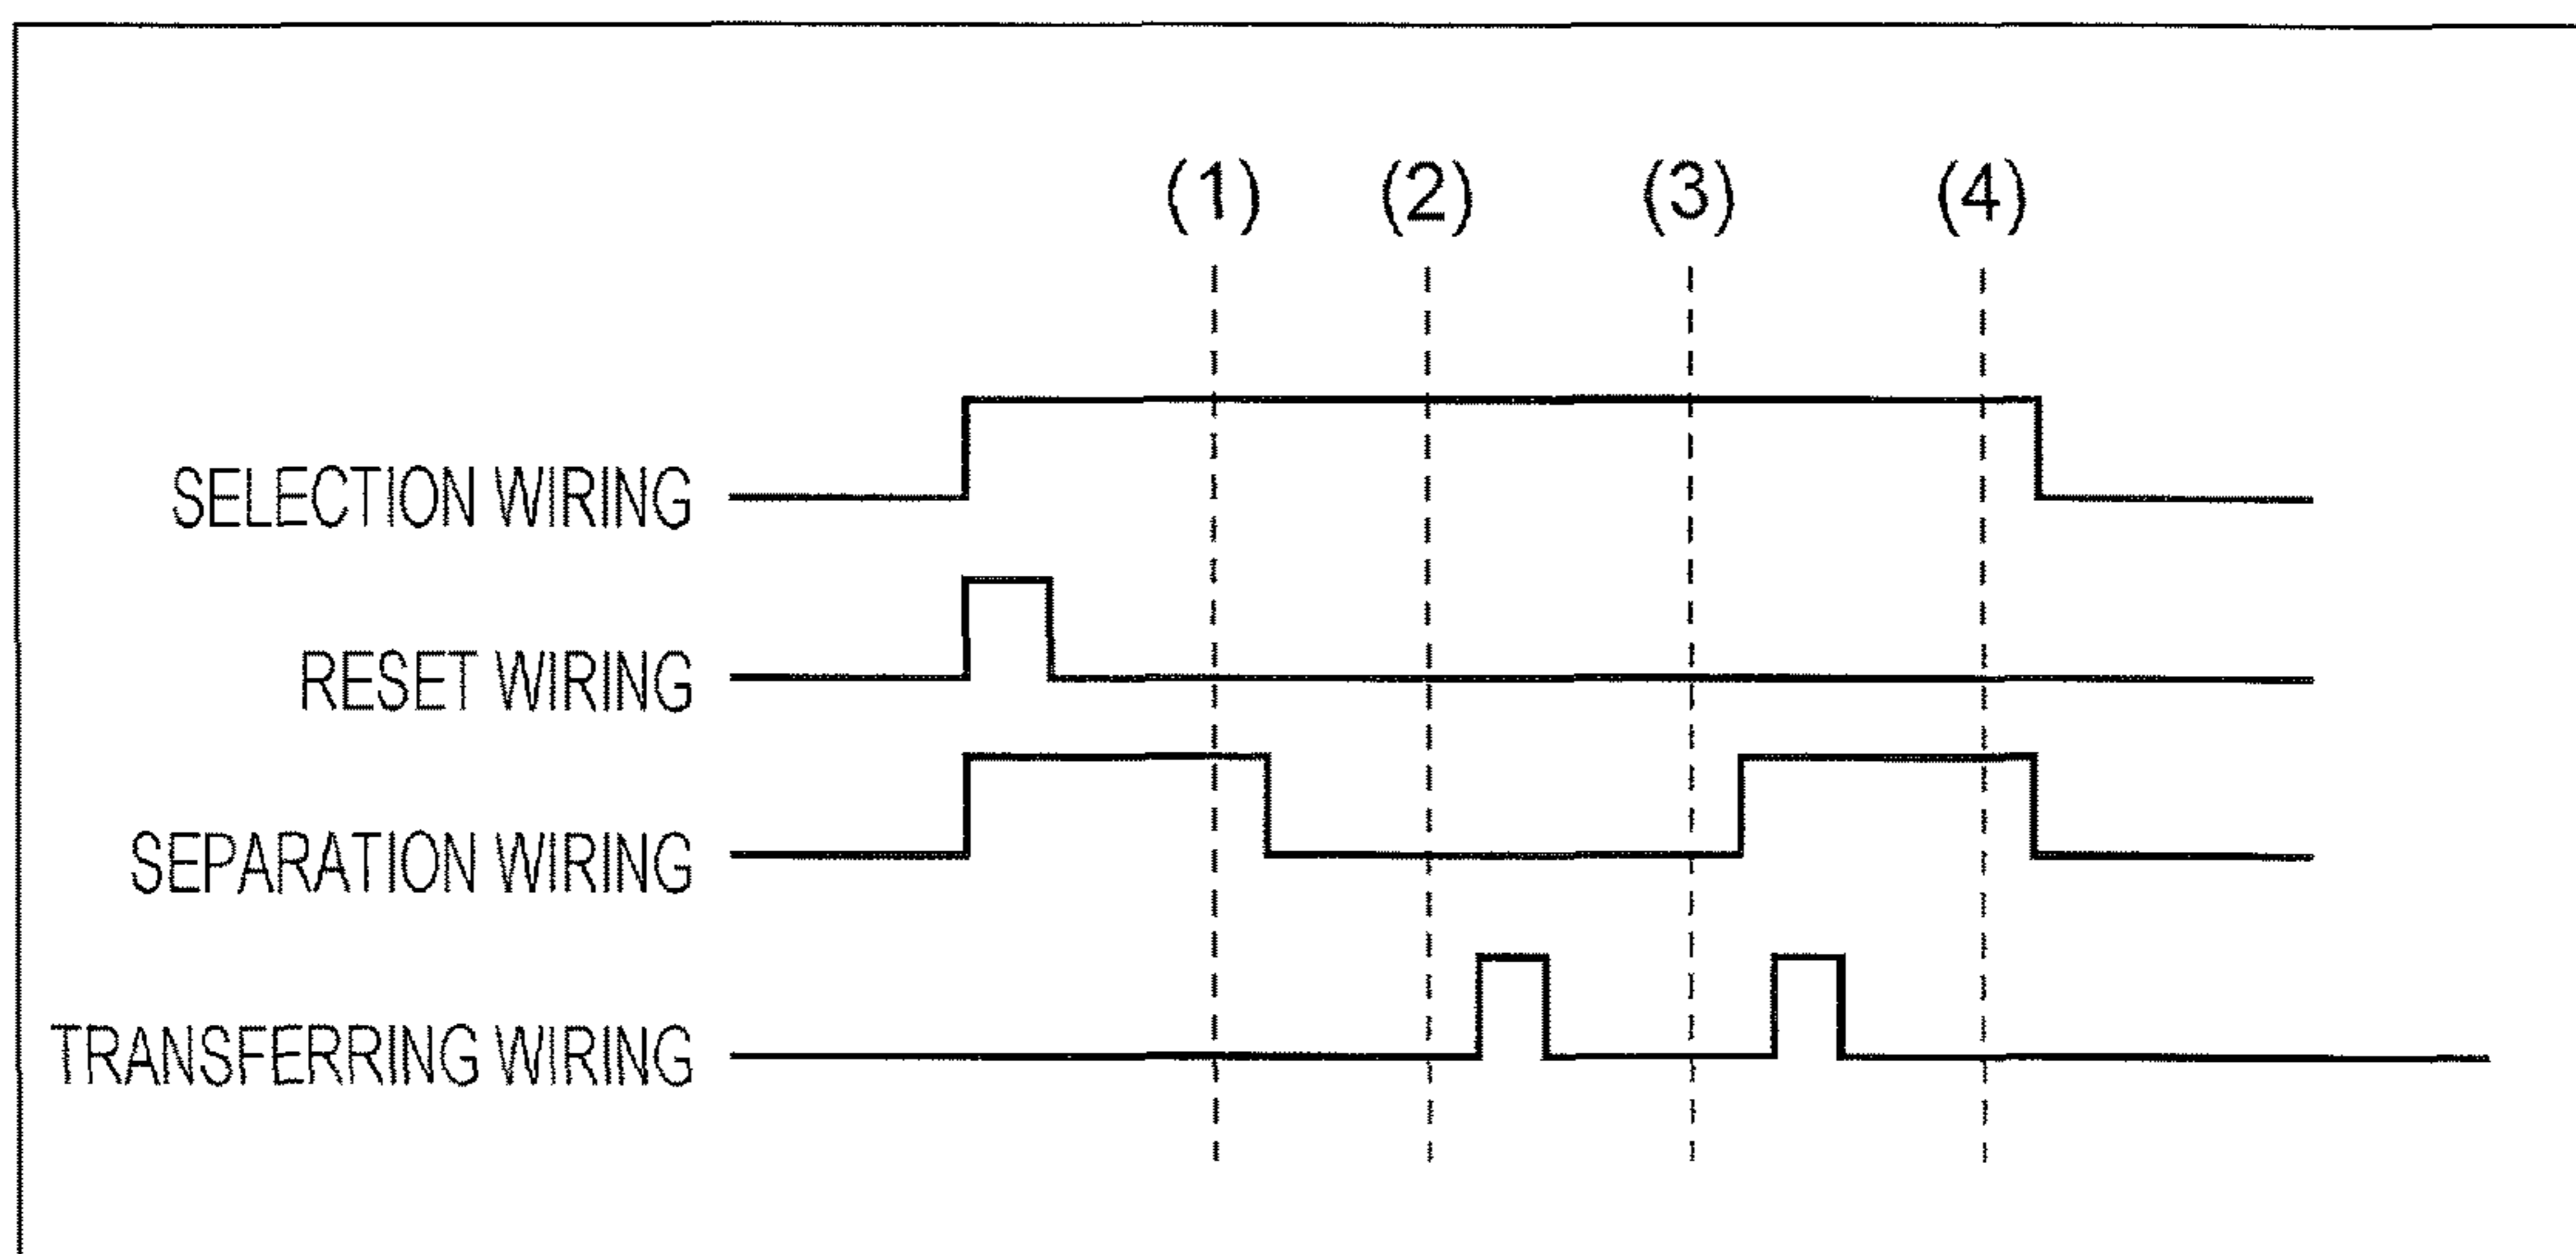 (1) (2) (3) (4)
SELECTION WIRING
RESET WIRING
SEPARATION WIRING
TRANSFERRING WIRING